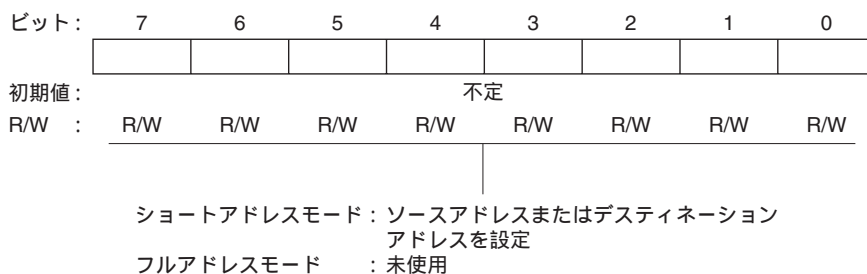 ビット： 7 6 5 4 3 2 1 0
初期値： 不定
R/W ： R/W R/W R/W R/W R/W R/W R/W R/W
ショートアドレスモード：ソースアドレスまたはデスティネーション
アドレスを設定
フルアドレスモード ：未使用